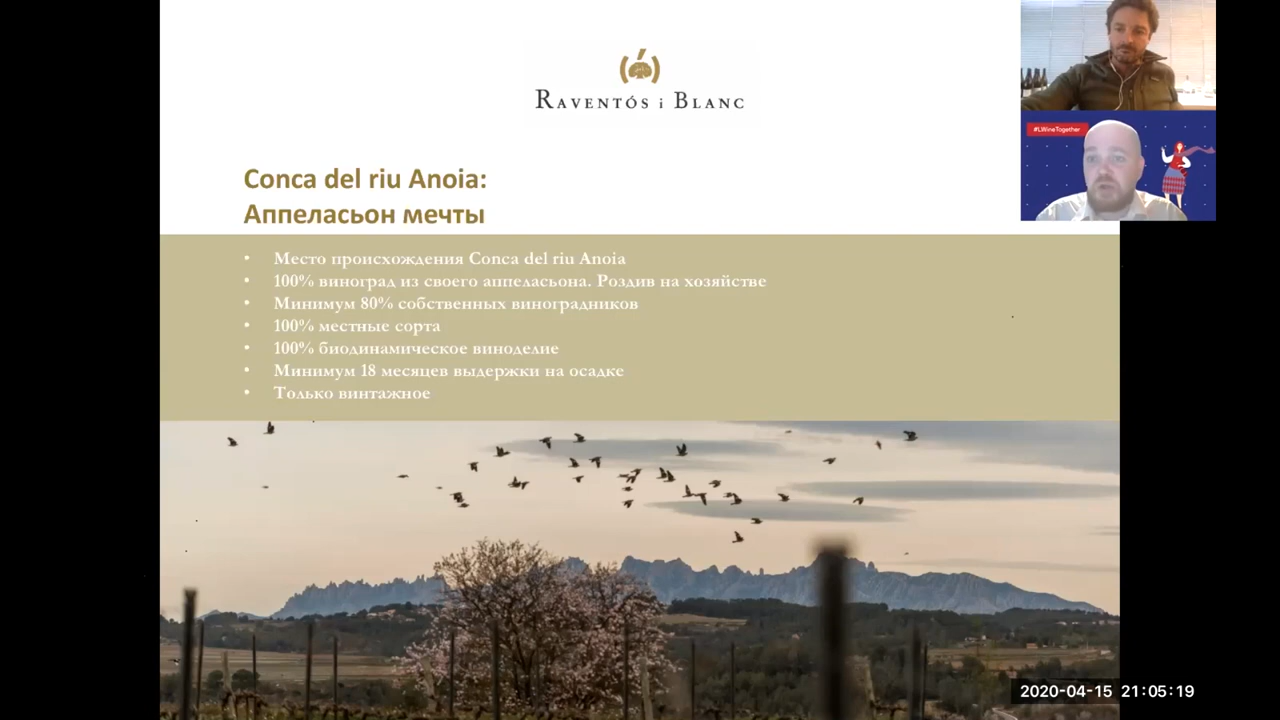 RAVENTÓS i BLANC
#LWineTogether
Conca del riu Anoia:
Аппеласьон мечты
• Место происхождения Conca del riu Anoia
• 100% виноград из своего аппеласьона. Роздив на хозяйстве
• Минимум 80% собственных виноградников
• 100% местные сорта
• 100% биодинамическое виноделие
• Минимум 18 месяцев выдержки на осадке
• Только винтажное
2020-04-15 21:05:19